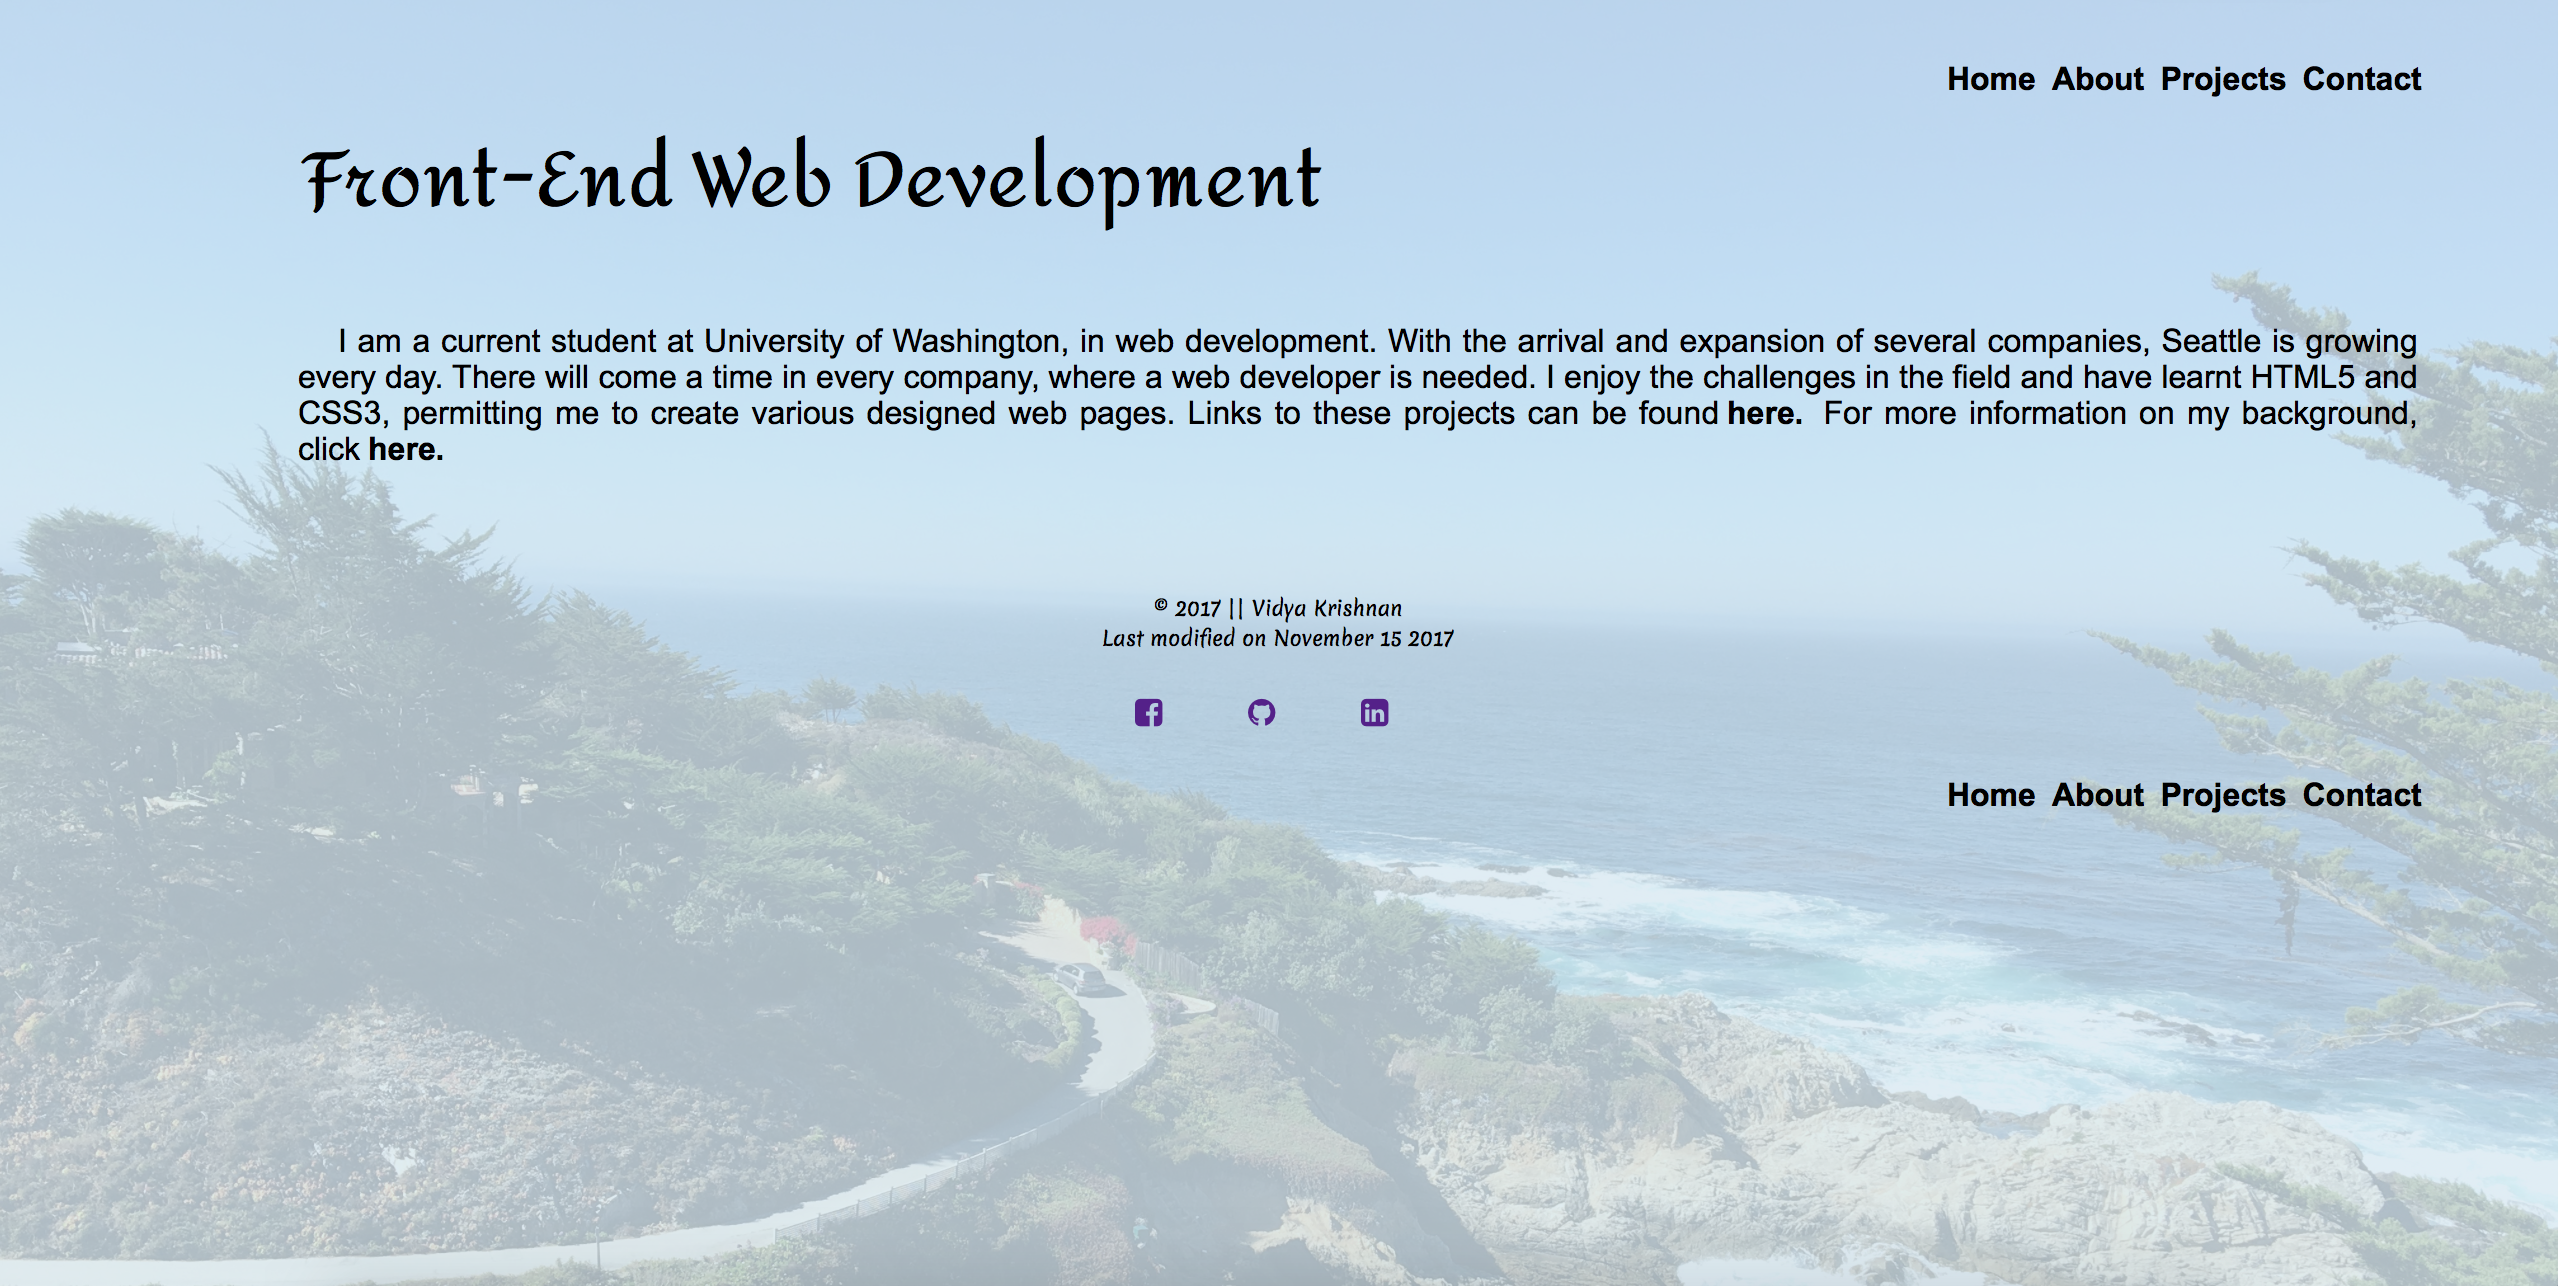 Home About Projects Contact
Front-End Web Development
I am a current student at University of Washington, in web development. With the arrival and expansion of several companies, Seattle is growing
every day. There will come a time in every company, where a web developer is needed. I enjoy the challenges in the field and have learnt HTML5 and
CSS3, permitting me to create various designed web pages. Links to these projects can be found here. For more information on my background,
click here.
© 2017 || Vidya Krishnan
Last modified on November 15 2017
Home About Projects Contact